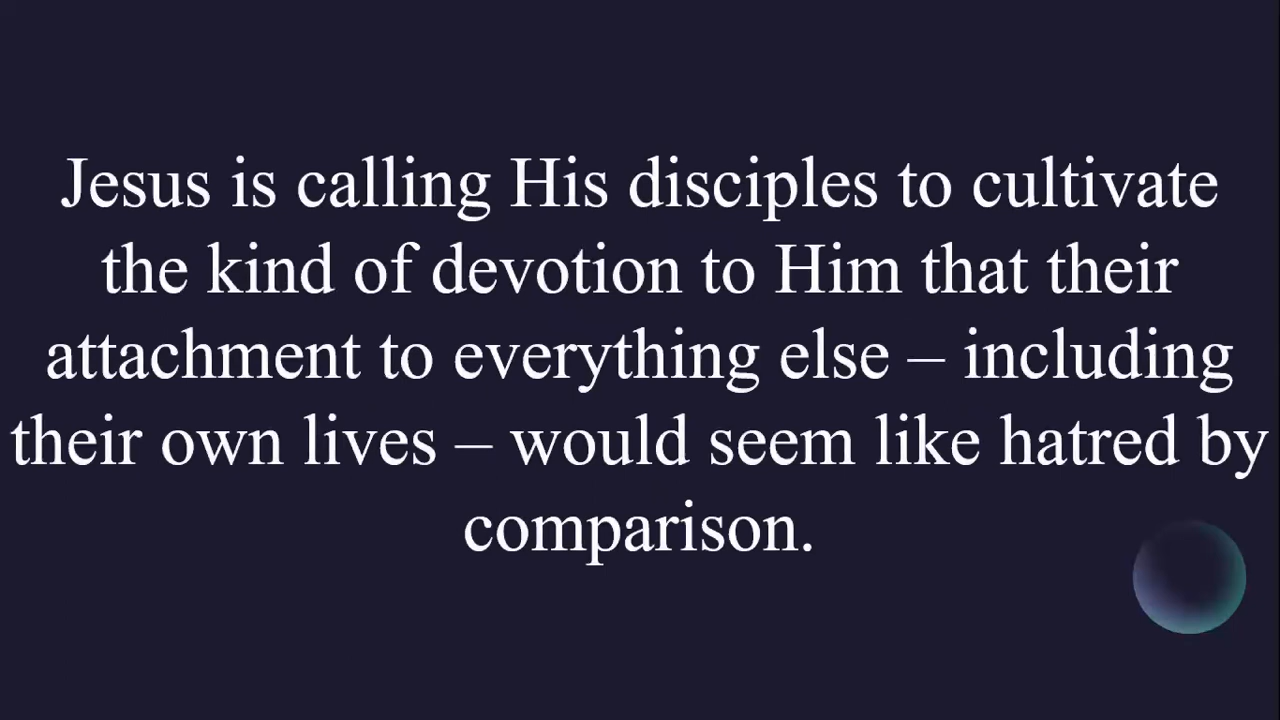 Jesus is calling His disciples to cultivate
the kind of devotion to Him that their
attachment to everything else – including
their own lives – would seem like hatred by
comparison.